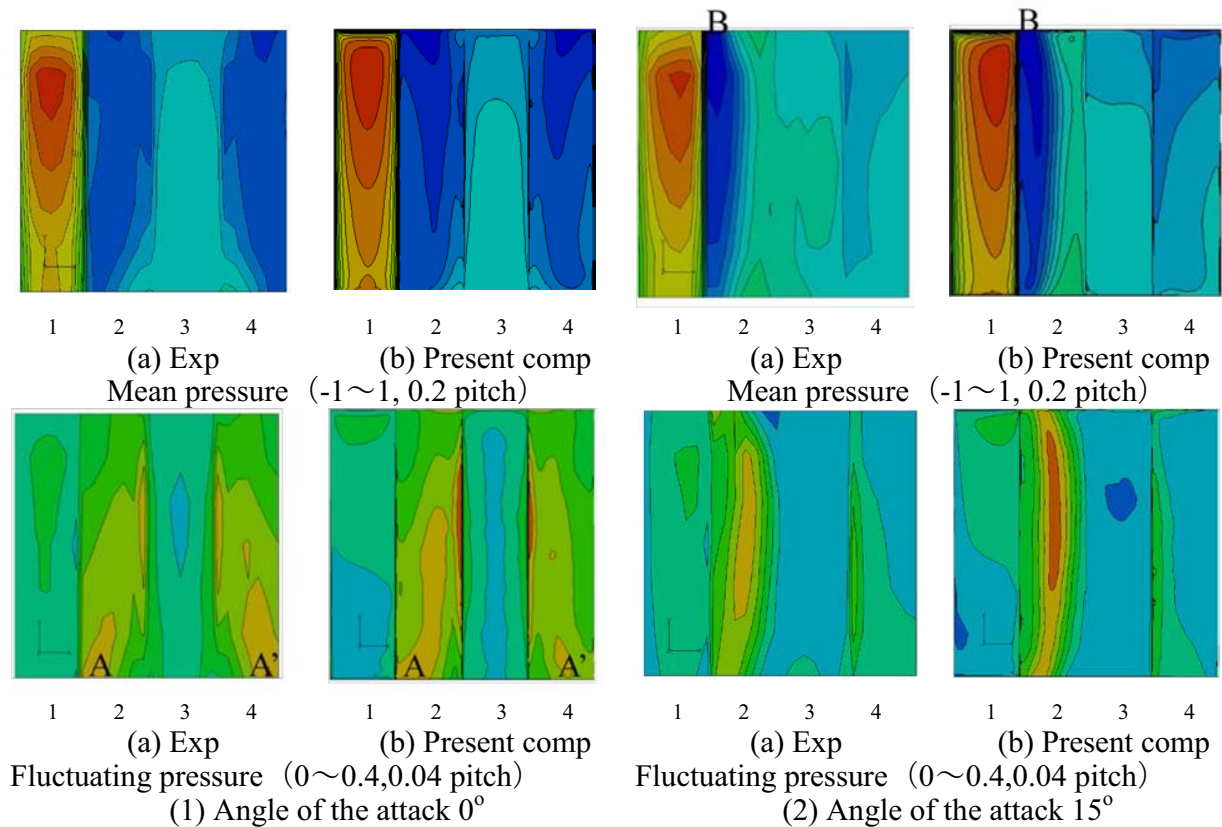 B B
1 2 3 4 1 2 3 4 1 2 3 4 1 2 3 4
(a) Exp (b) Present comp (a) Exp (b) Present comp
Mean pressure (-1～1, 0.2 pitch) Mean pressure (-1～1, 0.2 pitch)
A A' A A'
1 2 3 4 1 2 3 4 1 2 3 4 1 2 3 4
(a) Exp (b) Present comp (a) Exp (b) Present comp
Fluctuating pressure (0～0.4,0.04 pitch) Fluctuating pressure (0～0.4,0.04 pitch)
(1) Angle of the attack 0° (2) Angle of the attack 15°